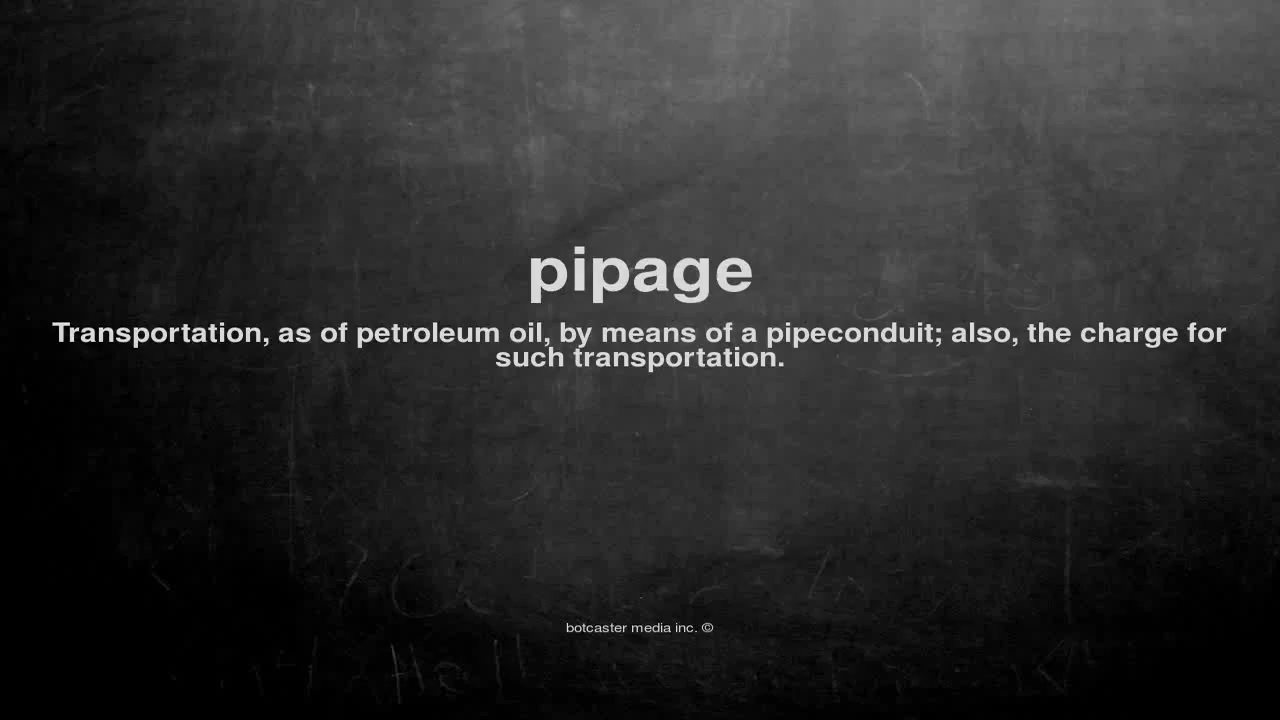 pipage
Transportation, as of petroleum oil, by means of a pipeconduit; also, the charge for
such transportation.
botcaster media inc. ©